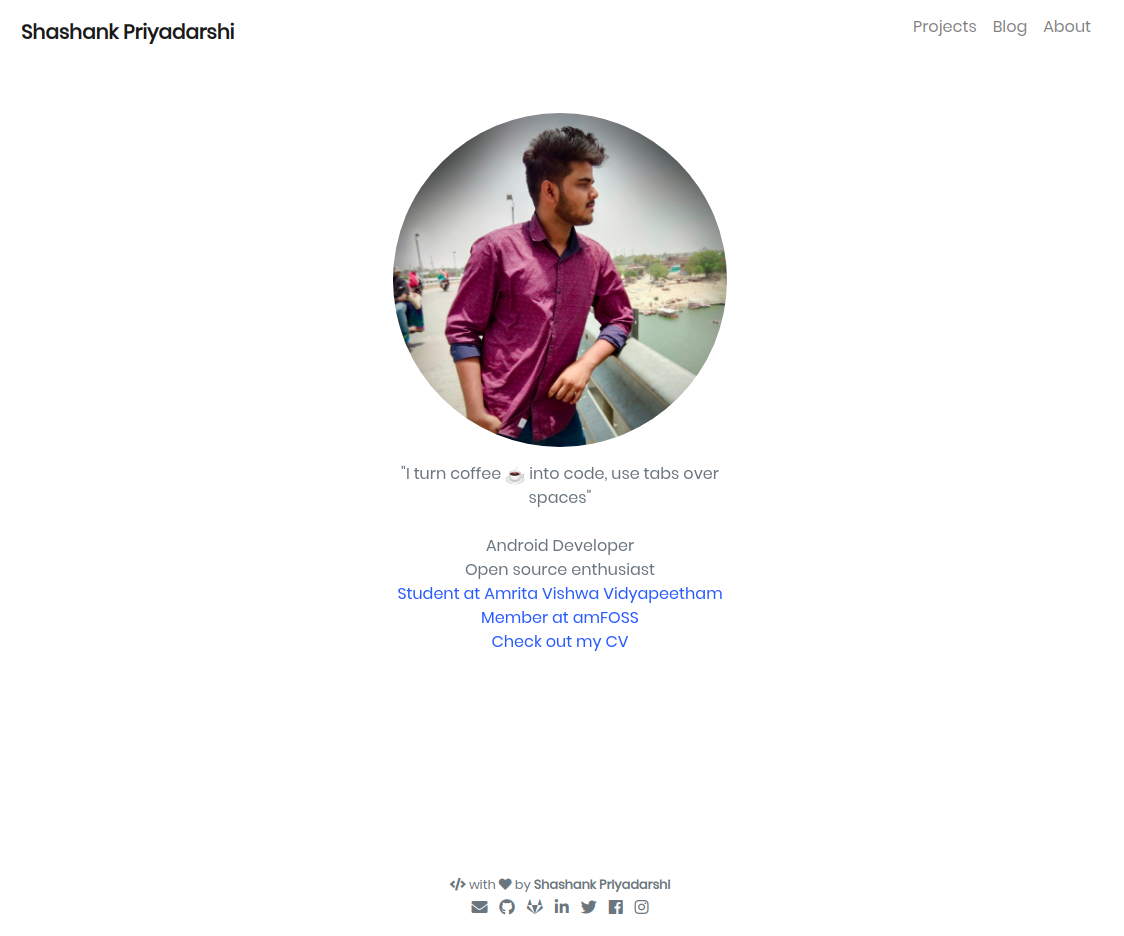 Shashank Priyadarshi
Projects Blog About
"I turn coffee ☕ into code, use tabs over
spaces"
Android Developer
Open source enthusiast
Student at Amrita Vishwa Vidyapeetham
Member at amFOSS
Check out my CV
</> with ♥ by Shashank Priyadarshi